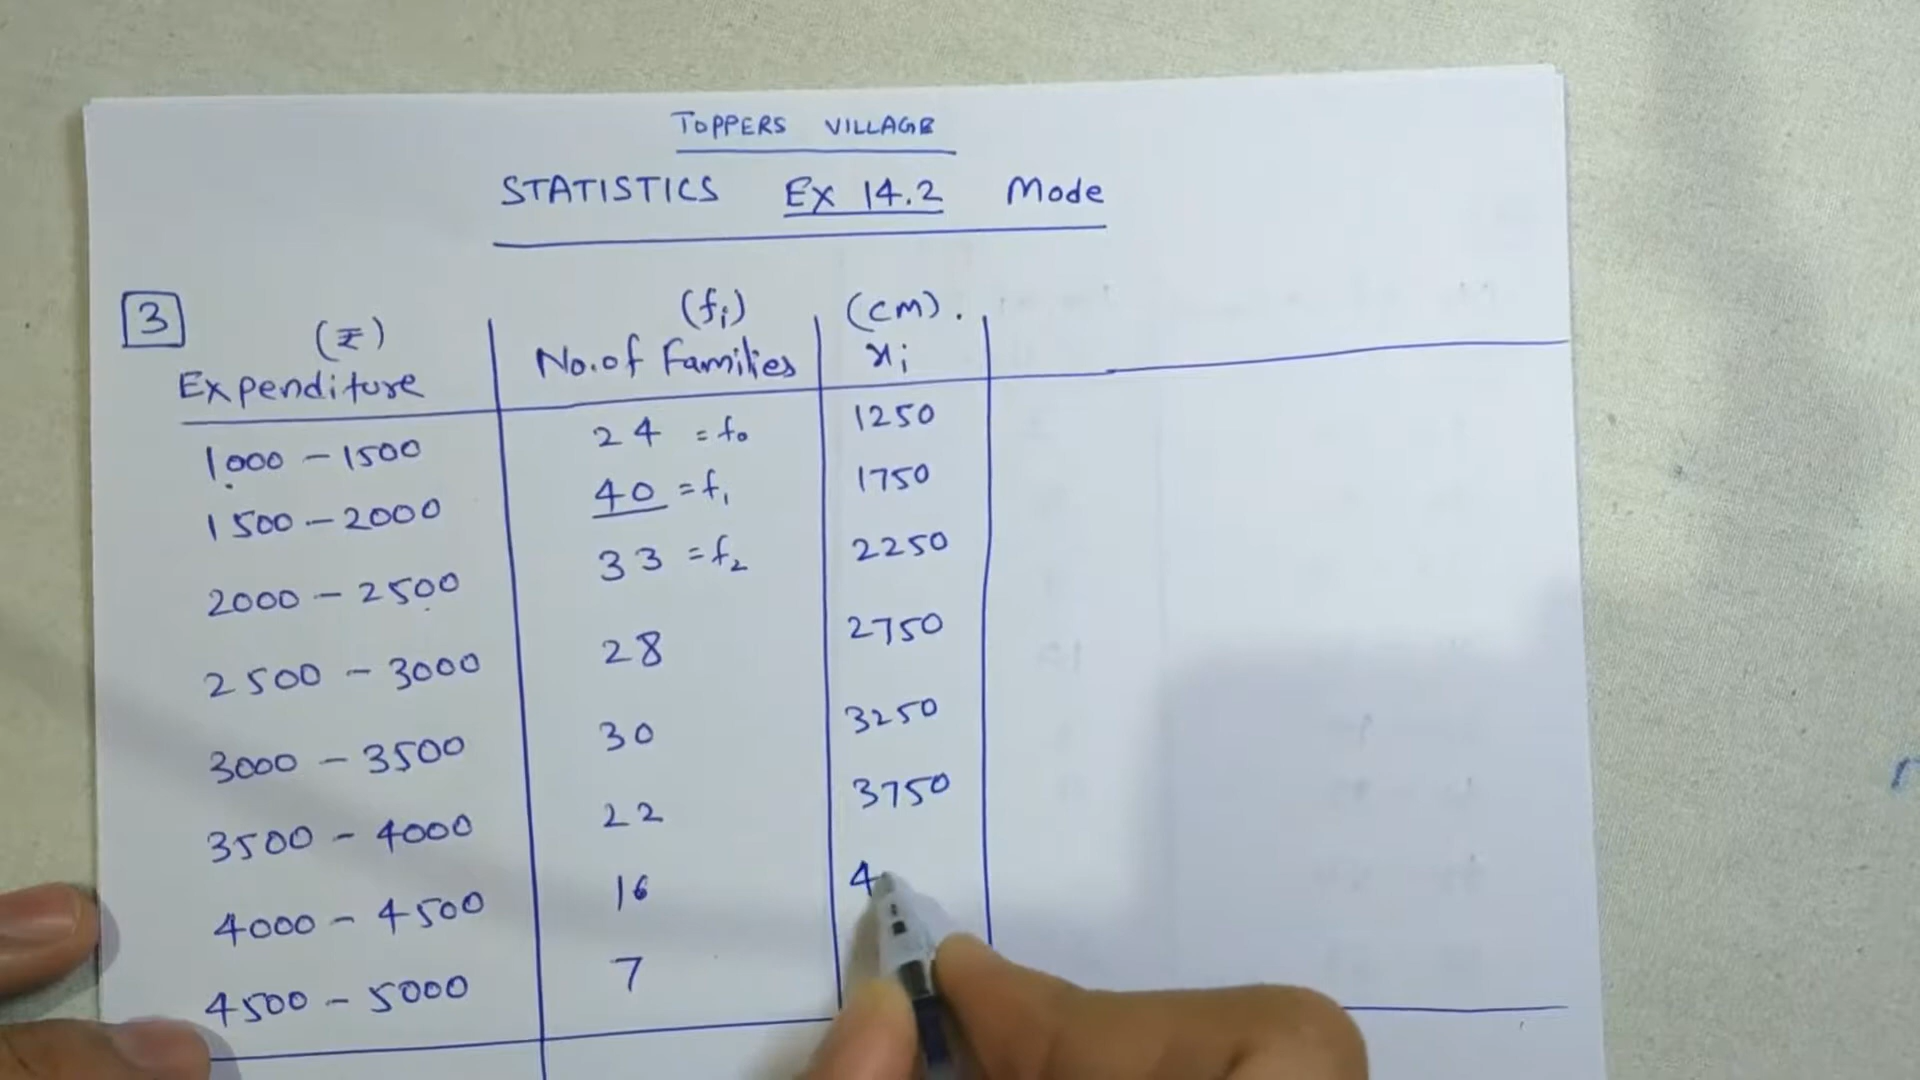 TOPPERS VILLAGE
STATISTICS Ex 14.2 Mode
3
(₹) (fi) (cm).
Expenditure No. of Families xi
1000 - 1500 24 = f₀ 1250
1500 - 2000 40 = f₁ 1750
2000 - 2500 33 = f₂ 2250
2500 - 3000 28 2750
3000 - 3500 30 3250
3500 - 4000 22 3750
4000 - 4500 16 4
4500 - 5000 7